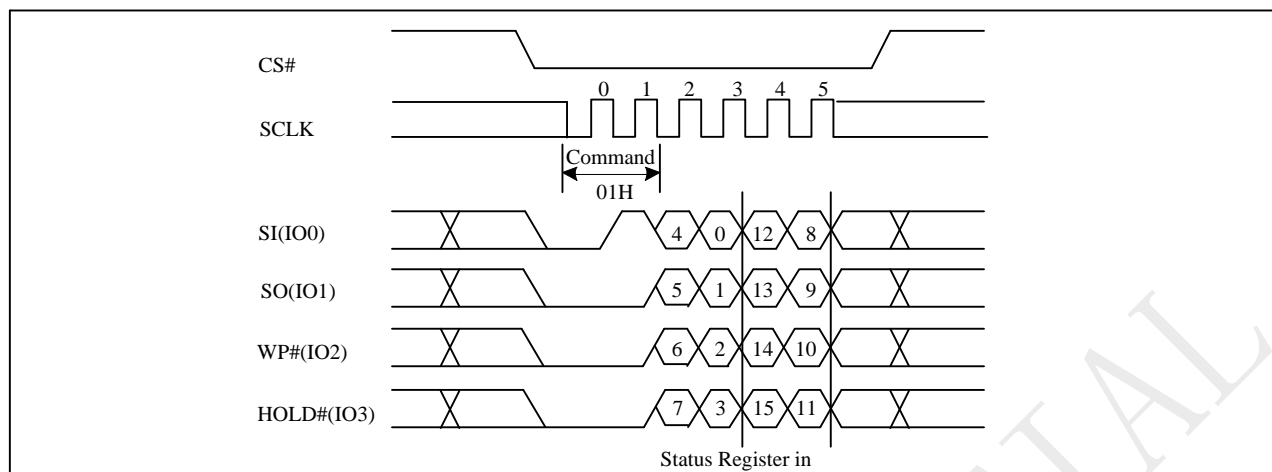 CS#
0 1 2 3 4 5
SCLK
Command
01H
SI(IO0) 4 0 12 8
SO(IO1) 5 1 13 9
WP#(IO2) 6 2 14 10
HOLD#(IO3) 7 3 15 11
Status Register in